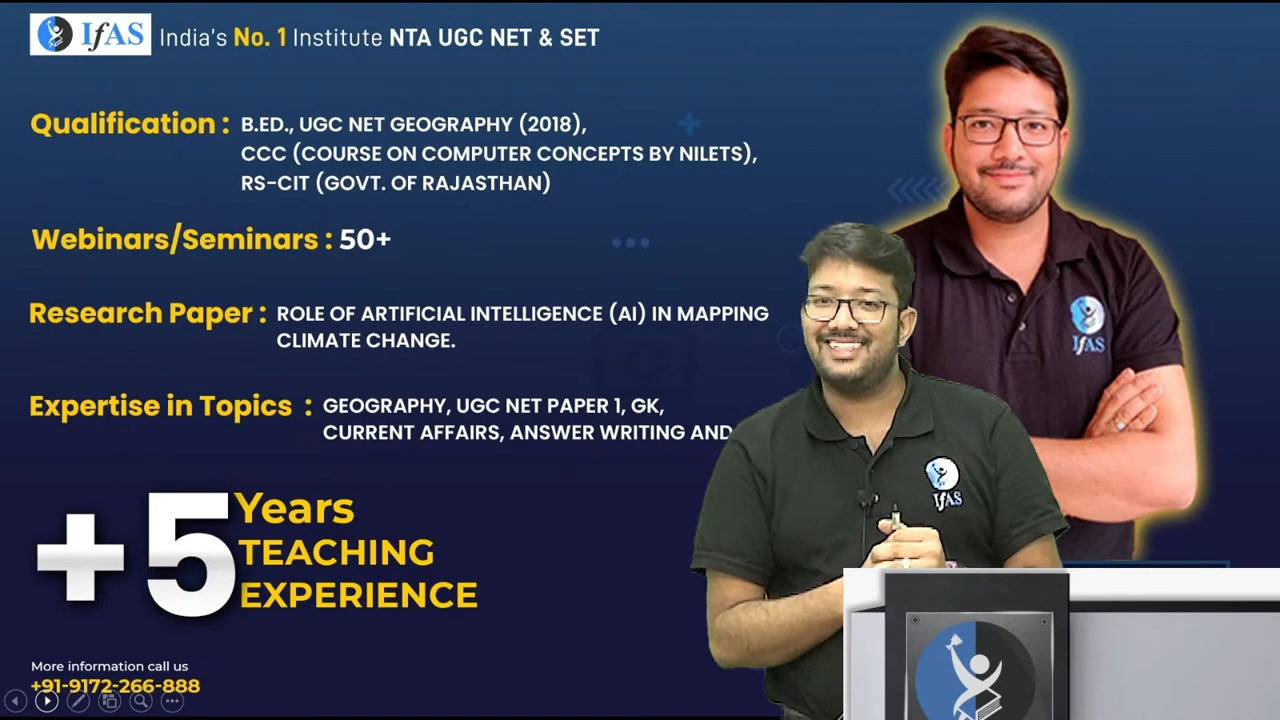 IfAS India's No. 1 Institute NTA UGC NET & SET
Qualification : B.ED., UGC NET GEOGRAPHY (2018),
CCC (COURSE ON COMPUTER CONCEPTS BY NILETS),
RS-CIT (GOVT. OF RAJASTHAN)
Webinars/Seminars : 50+
Research Paper : ROLE OF ARTIFICIAL INTELLIGENCE (AI) IN MAPPING
CLIMATE CHANGE.
Expertise in Topics : GEOGRAPHY, UGC NET PAPER 1, GK,
CURRENT AFFAIRS, ANSWER WRITING AND
+5 Years
TEACHING
EXPERIENCE
More information call us
+91-9172-266-888
IfAS
IfAS